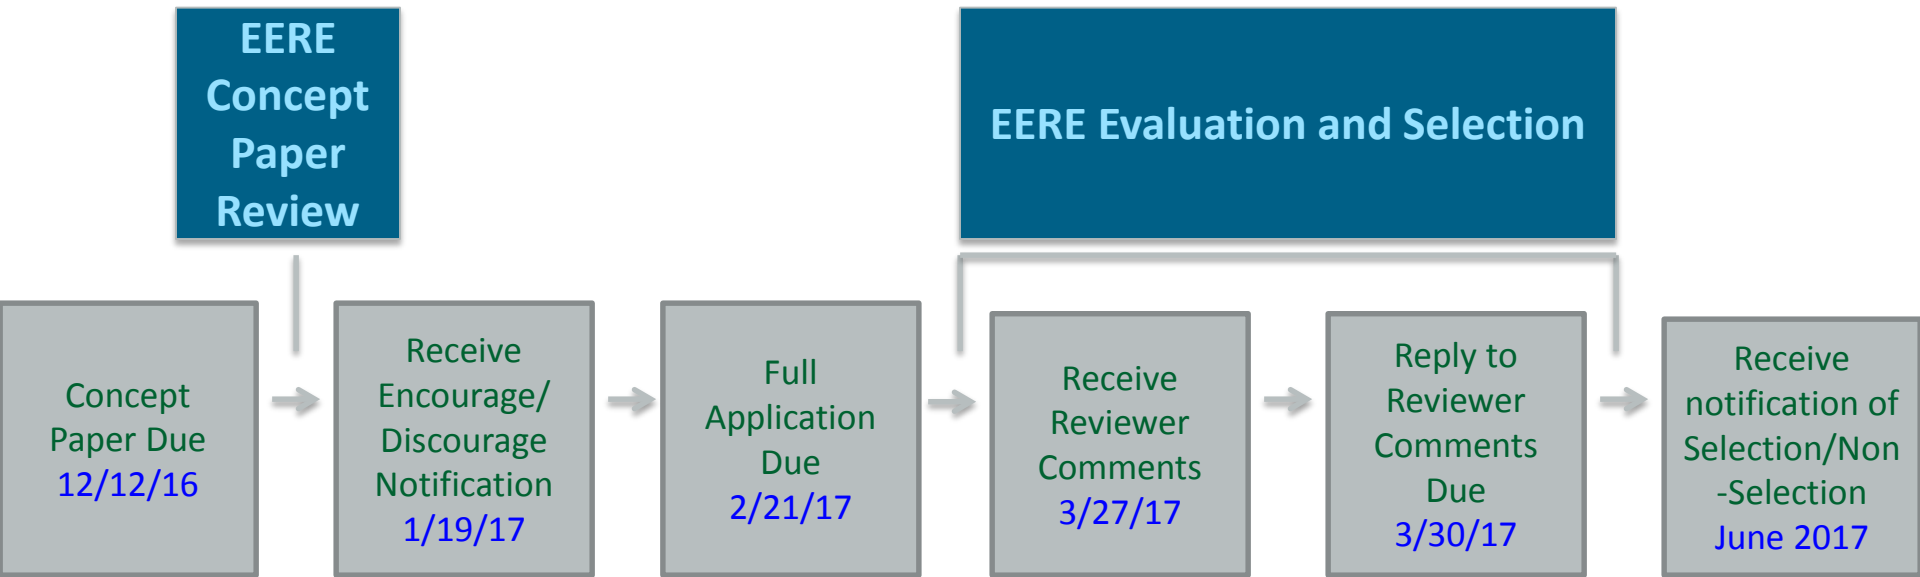 EERE
Concept
Paper
Review
EERE Evaluation and Selection
Concept
Paper Due
12/12/16
Receive
Encourage/
Discourage
Notification
1/19/17
Full
Application
Due
2/21/17
Receive
Reviewer
Comments
3/27/17
Reply to
Reviewer
Comments
Due
3/30/17
Receive
notification of
Selection/Non
-Selection
June 2017